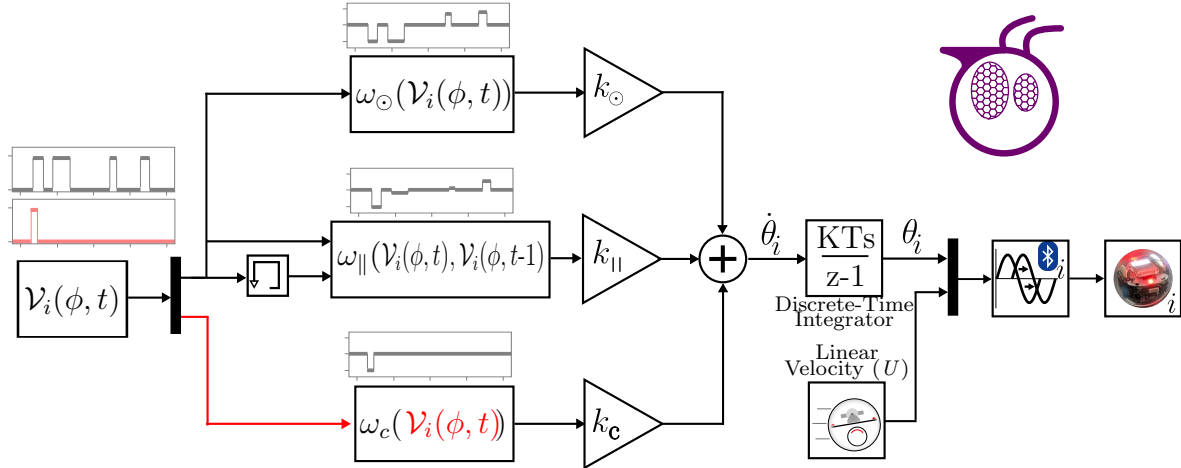 ω⊙(𝒱i(ϕ, t))
k⊙
ω∥(𝒱i(ϕ,t),𝒱i(ϕ,t-1)
k∥
𝒱i(ϕ, t)
ωc(𝒱i(ϕ, t))
kc
+
θ̇i
KTs
z-1
Discrete-Time
Integrator
θi
Linear
Velocity (U)
i
i